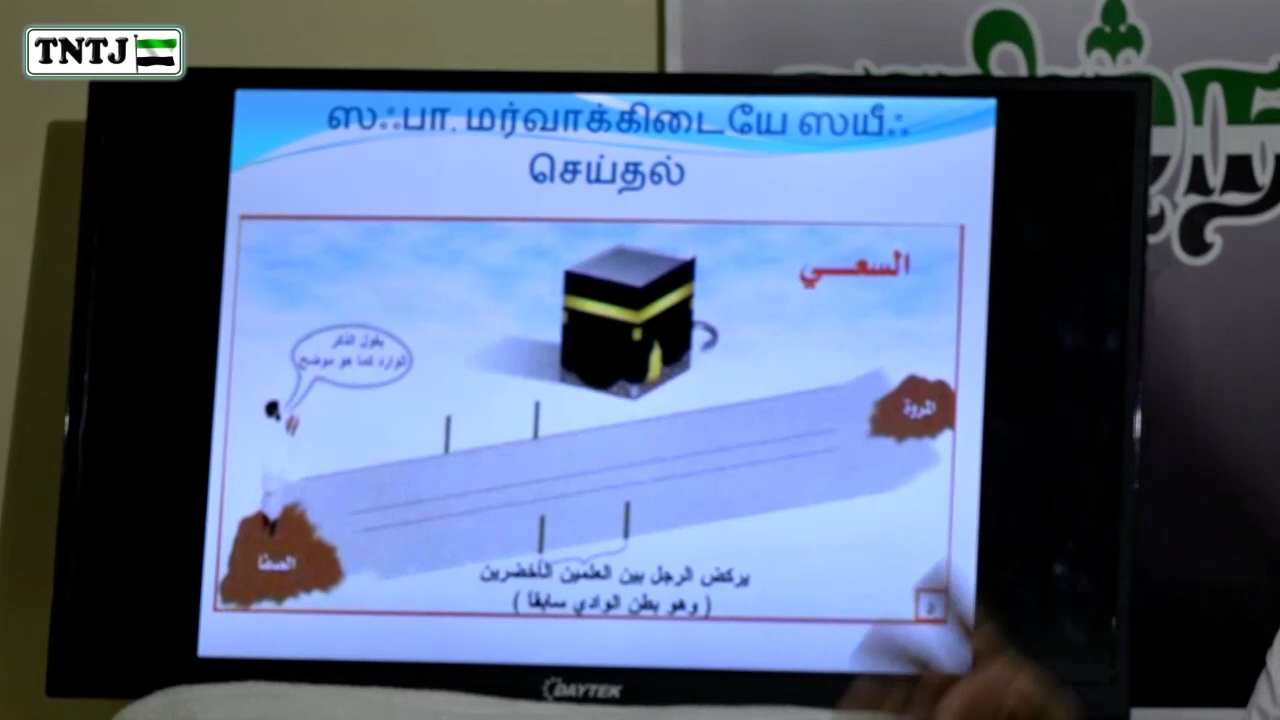 TNTJ
ஸஃபா. மர்வாக்கிடையே ஸயீஃ
செய்தல்
السعي
يقول الذكر
الوارد كما هو موضح
المروة
الصفا
يركض الرجل بين العلمين الأخضرين
( وهو بطن الوادي سابقاً )
DAYTEK